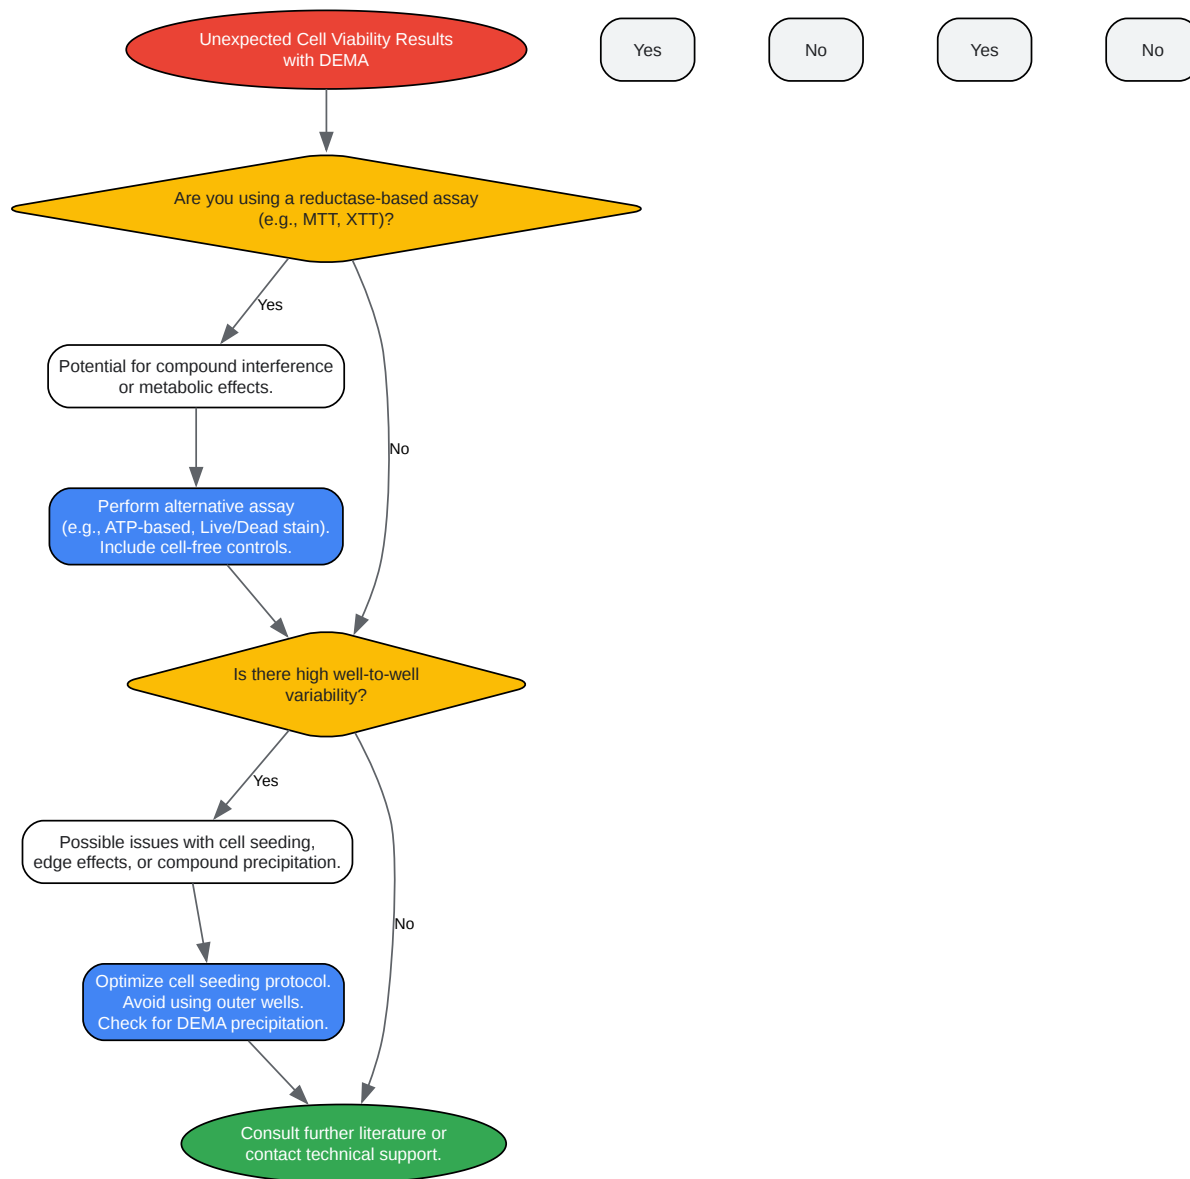 Unexpected Cell Viability Results
with DEMA
Yes
No
Yes
No
Are you using a reductase-based assay
(e.g., MTT, XTT)?
Yes
Potential for compound interference
or metabolic effects.
No
Perform alternative assay
(e.g., ATP-based, Live/Dead stain).
Include cell-free controls.
Is there high well-to-well
variability?
Yes
Possible issues with cell seeding,
edge effects, or compound precipitation.
No
Optimize cell seeding protocol.
Avoid using outer wells.
Check for DEMA precipitation.
Consult further literature or
contact technical support.